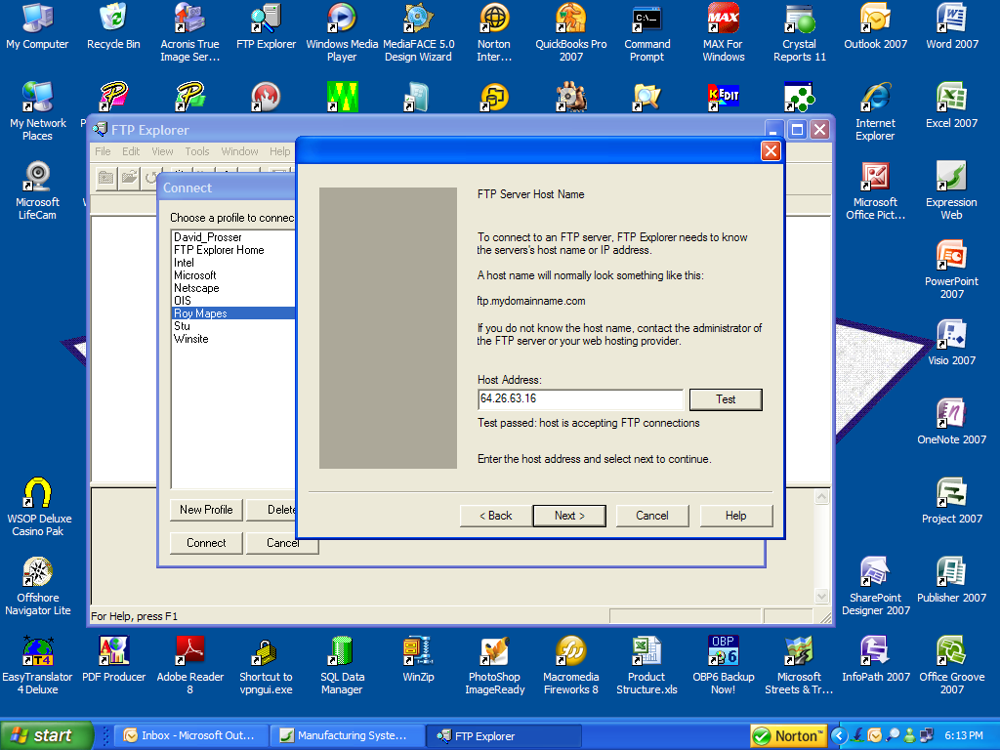 My Computer
Recycle Bin
Acronis True
Image Ser...
FTP Explorer
Windows Media
Player
MediaFACE 5.0
Design Wizard
Norton
Inter...
QuickBooks Pro
2007
Command
Prompt
MAX For
Windows
Crystal
Reports 11
Outlook 2007
Word 2007
My Network
Places
Internet
Explorer
Excel 2007
FTP Explorer
File Edit View Tools Window Help
Microsoft
LifeCam
Microsoft
Office Pict...
Expression
Web
Connect
Choose a profile to connec
David_Prosser
FTP Explorer Home
Intel
Microsoft
Netscape
OIS
Roy Mapes
Stu
Winsite
New Profile
Delete
Connect
Cancel
FTP Server Host Name
To connect to an FTP server, FTP Explorer needs to know
the servers's host name or IP address.
A host name will normally look something like this:
ftp.mydomainname.com
If you do not know the host name, contact the administrator of
the FTP server or your web hosting provider.
Host Address:
64.26.63.16
Test
Test passed: host is accepting FTP connections
Enter the host address and select next to continue.
< Back
Next >
Cancel
Help
PowerPoint
2007
Visio 2007
OneNote 2007
WSOP Deluxe
Casino Pak
Project 2007
Offshore
Navigator Lite
SharePoint
Designer 2007
Publisher 2007
For Help, press F1
EasyTranslator
4 Deluxe
PDF Producer
Adobe Reader
8
Shortcut to
vpngui.exe
SQL Data
Manager
WinZip
PhotoShop
ImageReady
Macromedia
Fireworks 8
Product
Structure.xls
OBP6 Backup
Now!
Microsoft
Streets & Tr...
InfoPath 2007
Office Groove
2007
start
Inbox - Microsoft Out...
Manufacturing Syste...
FTP Explorer
Norton
6:13 PM